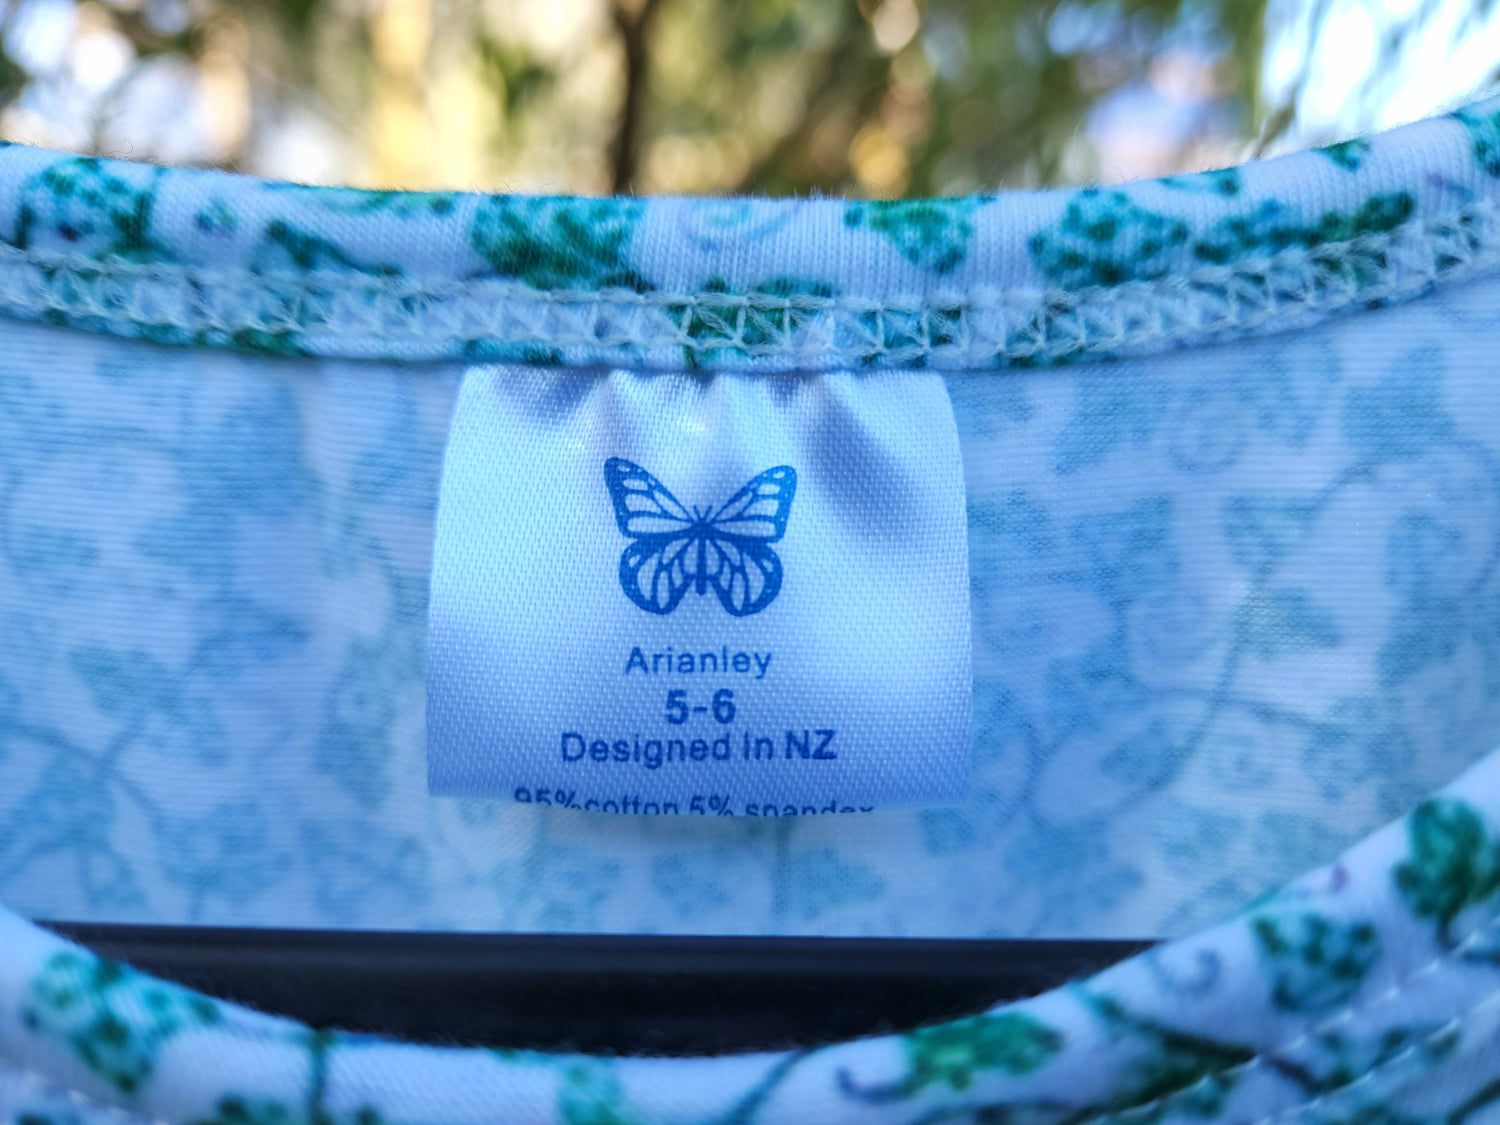 Arianley
5-6
Designed In NZ
95%cotton 5% spandex